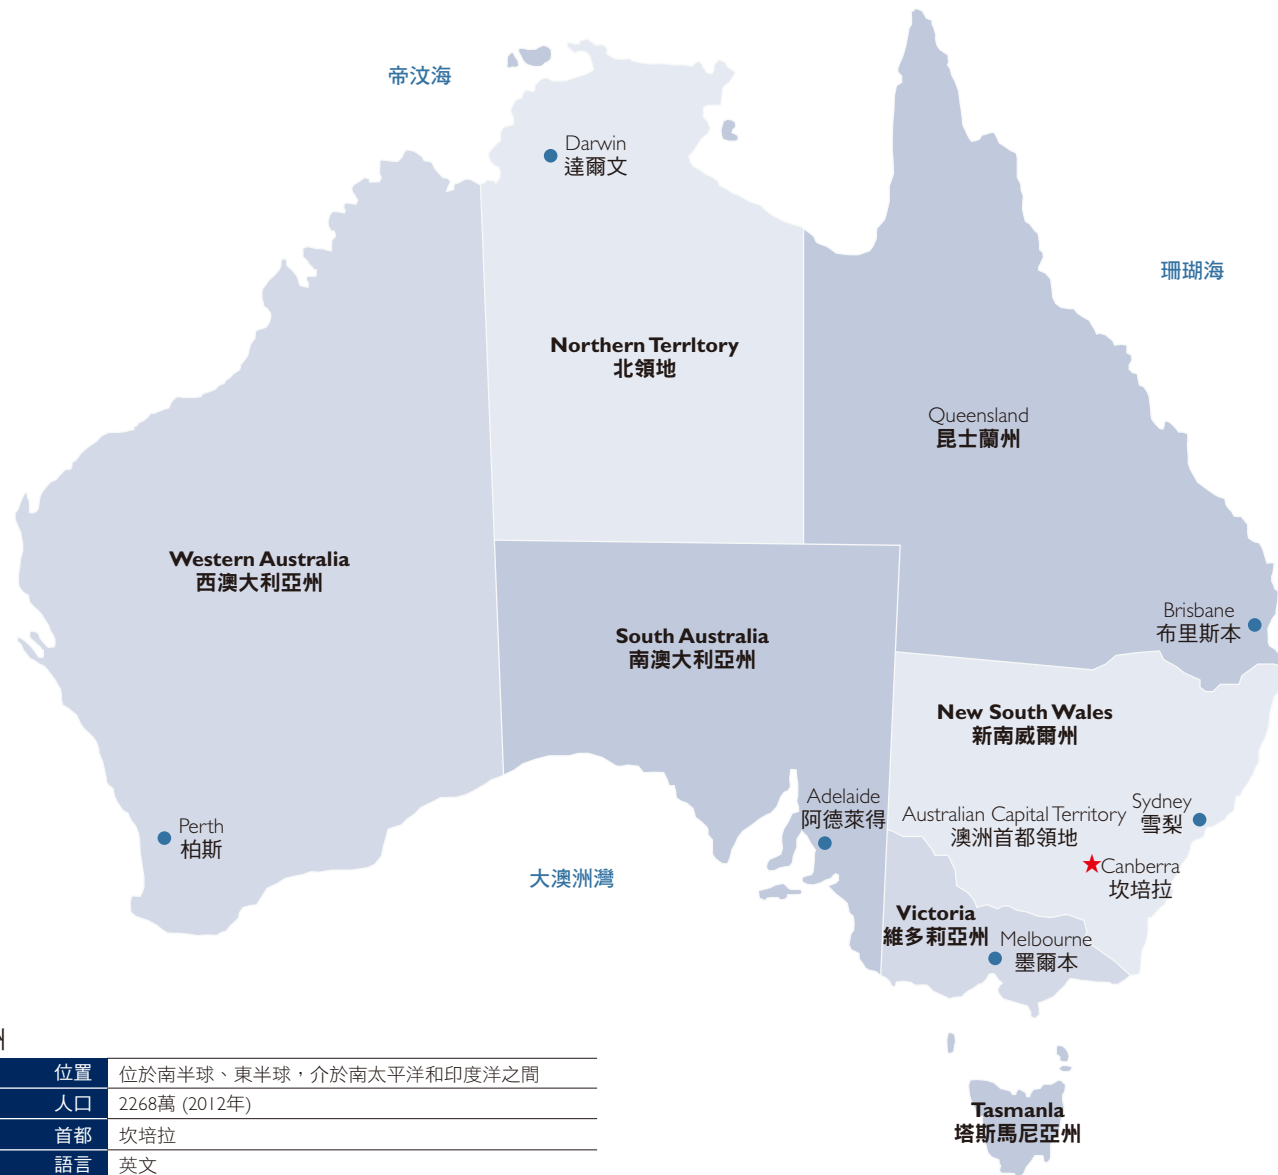 帝汶海
Darwin
達爾文
珊瑚海
Northern Terrltory
北領地
Queensland
昆士蘭州
Western Australia
西澳大利亞州
Brisbane
布里斯本
South Australia
南澳大利亞州
New South Wales
新南威爾州
Adelaide
阿德萊得
Australian Capital Territory
澳洲首都領地
Sydney
雪梨
Perth
柏斯
Canberra
坎培拉
大澳洲灣
Victoria
維多莉亞州
Melbourne
墨爾本
位置 位於南半球、東半球，介於南太平洋和印度洋之間
人口 2268萬 (2012年)
首都 坎培拉
語言 英文
Tasmanla
塔斯馬尼亞州